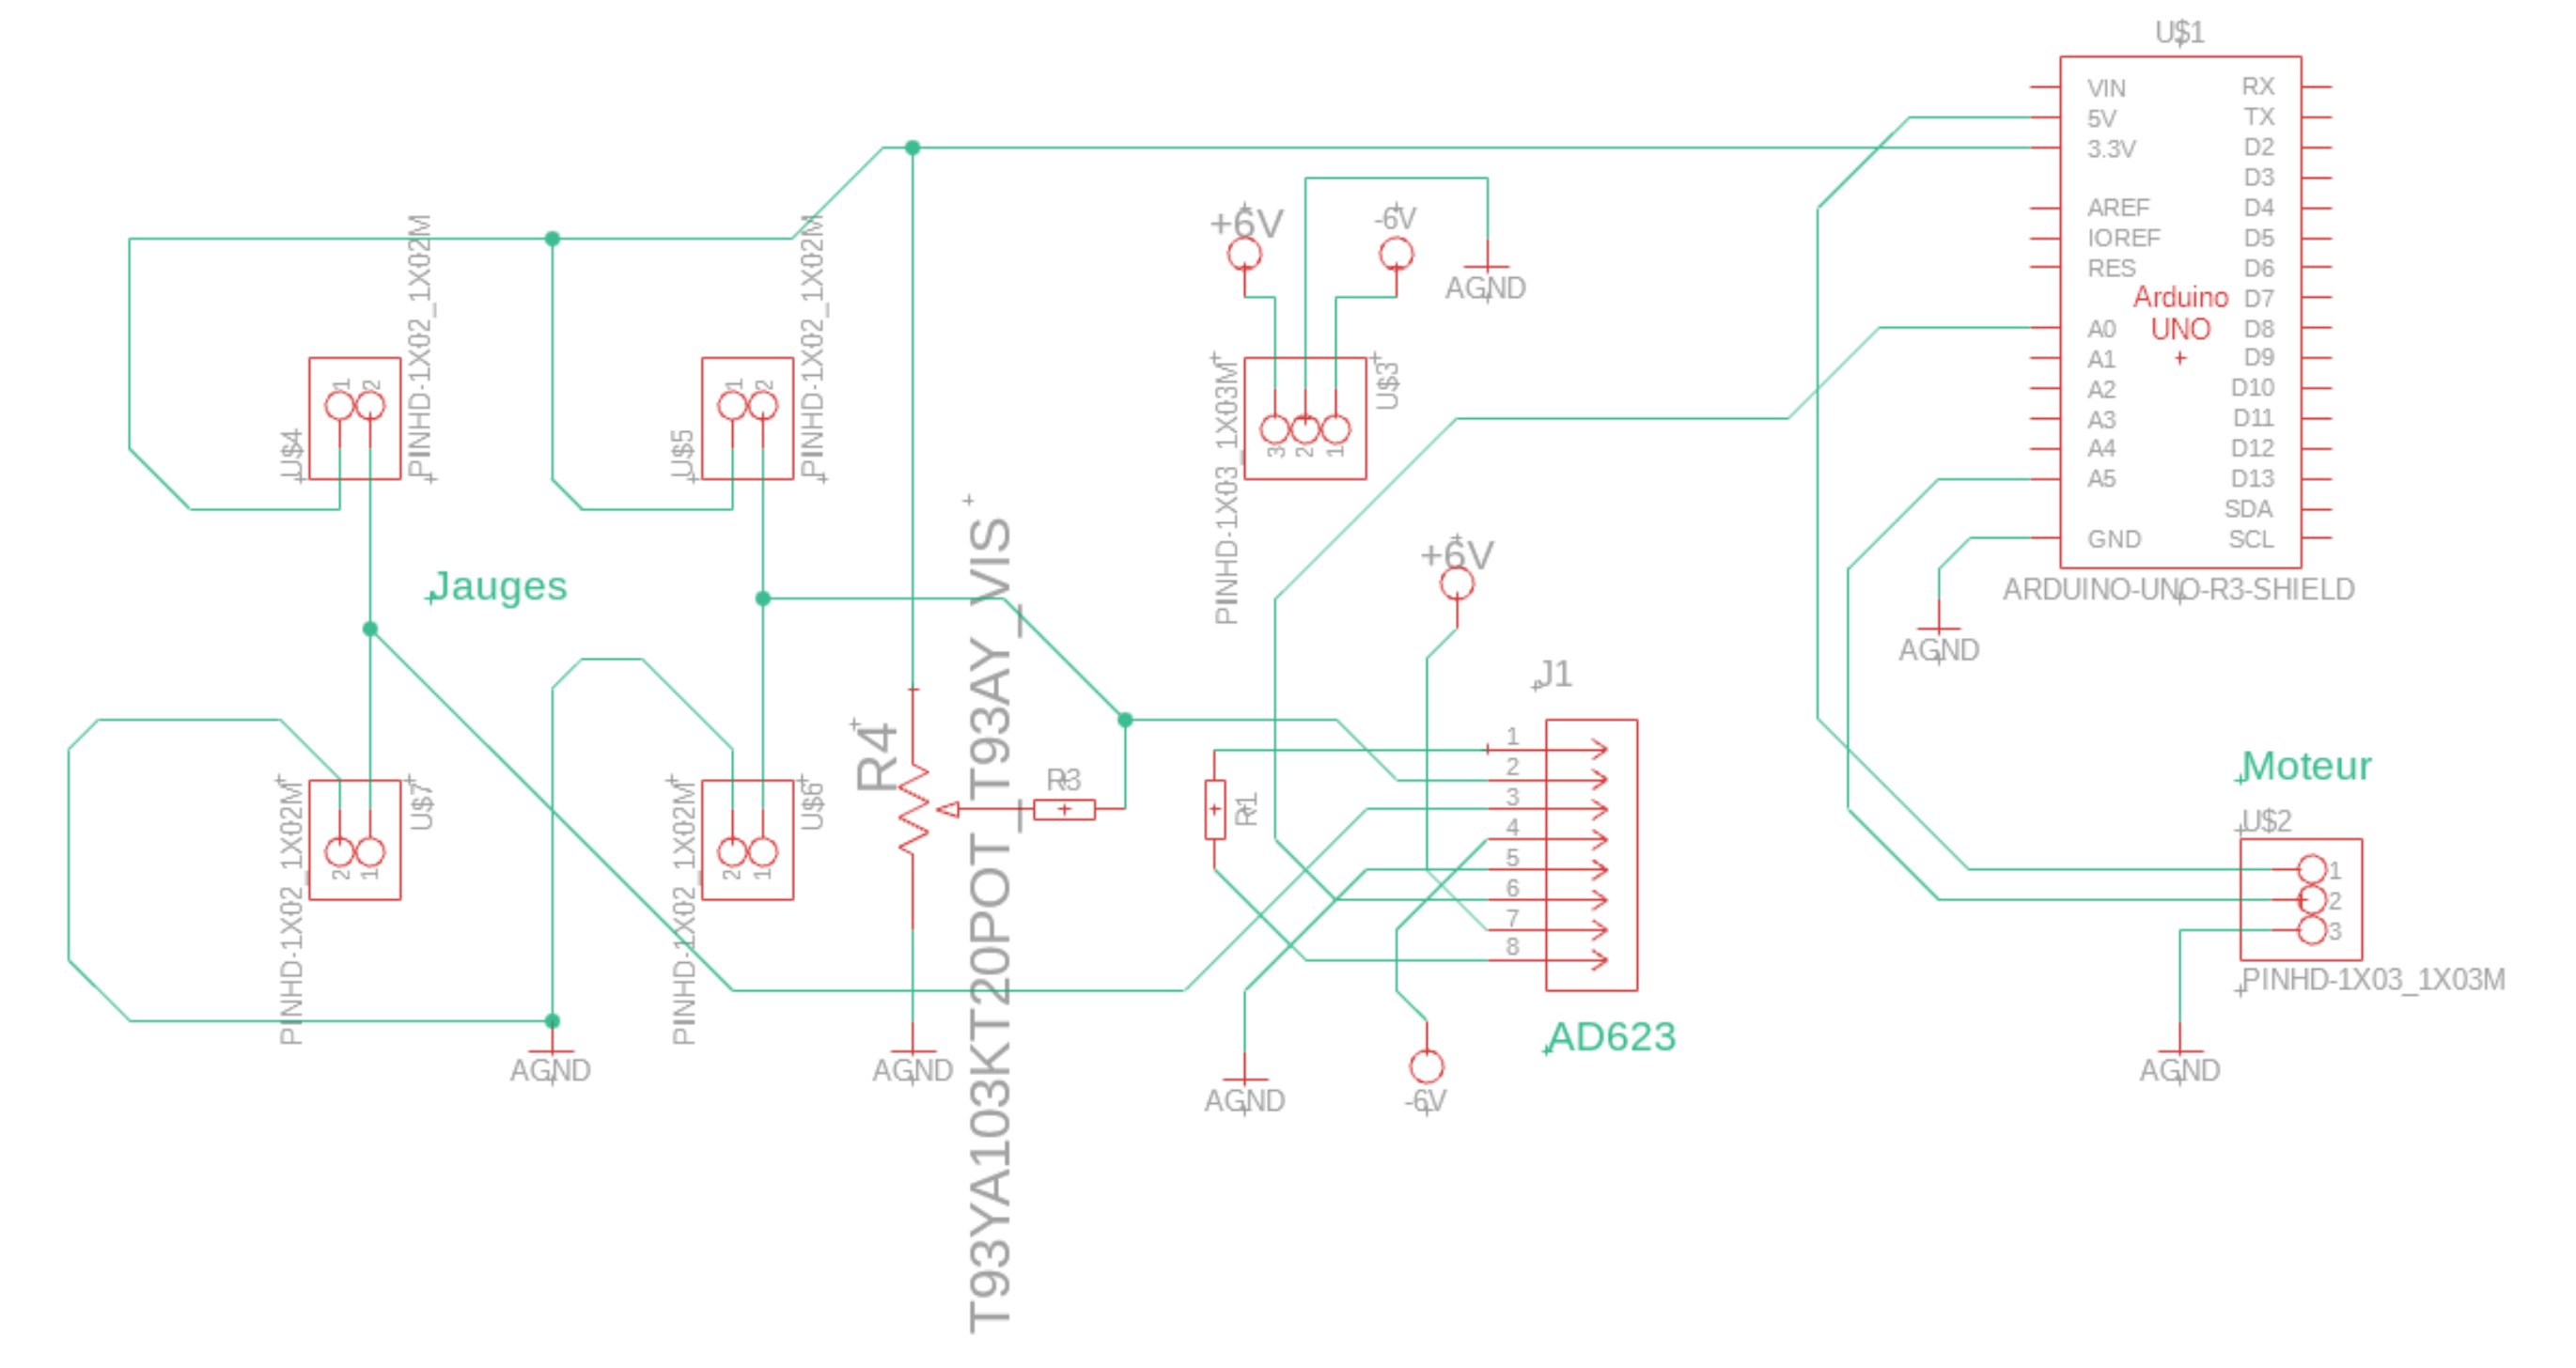 U$1
VIN
5V
3.3V
AREF
IOREF
RES
A0
A1
A2
A3
A4
A5
GND
RX
TX
D2
D3
D4
D5
D6
D7
D8
D9
D10
D11
D12
D13
SDA
SCL
Arduino
UNO
ARDUINO-UNO-R3-SHIELD
AGND
+6V
-6V
AGND
PINHD-1X03_1X03M
3
2
1
U$3
U$4
1
2
PINHD-1X02_1X02M
U$5
1
2
PINHD-1X02_1X02M
Jauges
PINHD-1X02_1X02M
2
1
U$7
PINHD-1X02_1X02M
2
1
U$6
AGND
R4
T93YA103KT20POT_T93AY_VIS
AGND
R3
R1
+6V
J1
1
2
3
4
5
6
7
8
AD623
AGND
-6V
Moteur
U$2
1
2
3
PINHD-1X03_1X03M
AGND